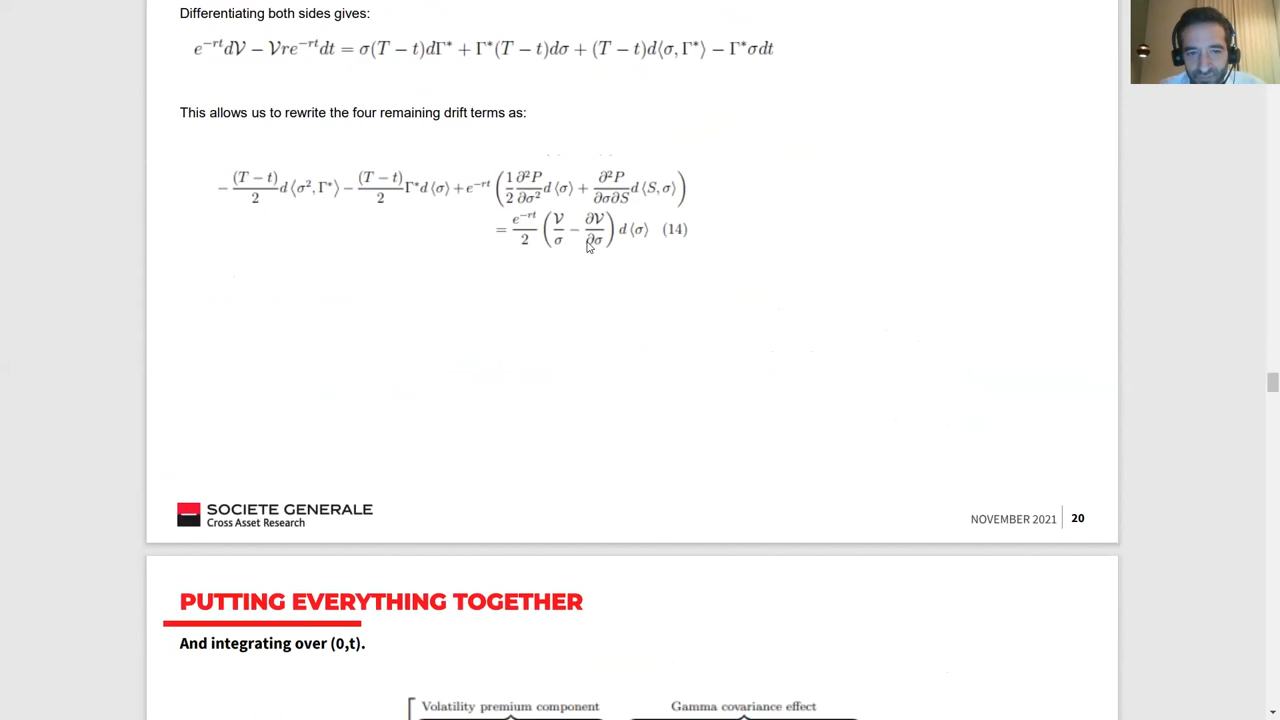 Differentiating both sides gives:
e^{-rt}d𝒱 − 𝒱re^{-rt}dt = σ(T − t)dΓ* + Γ*(T − t)dσ + (T − t)d⟨σ, Γ*⟩ − Γ*σdt
This allows us to rewrite the four remaining drift terms as:
− (T − t)/2 d⟨σ², Γ*⟩ − (T − t)/2 Γ*d⟨σ⟩ + e^{-rt} (1/2 ∂²P/∂σ² d⟨σ⟩ + ∂²P/∂σ∂S d⟨S, σ⟩)
= e^{-rt}/2 (𝒱/σ − ∂𝒱/∂σ) d⟨σ⟩ (14)
SOCIETE GENERALE
Cross Asset Research
NOVEMBER 2021 20
PUTTING EVERYTHING TOGETHER
And integrating over (0,t).
Volatility premium component Gamma covariance effect